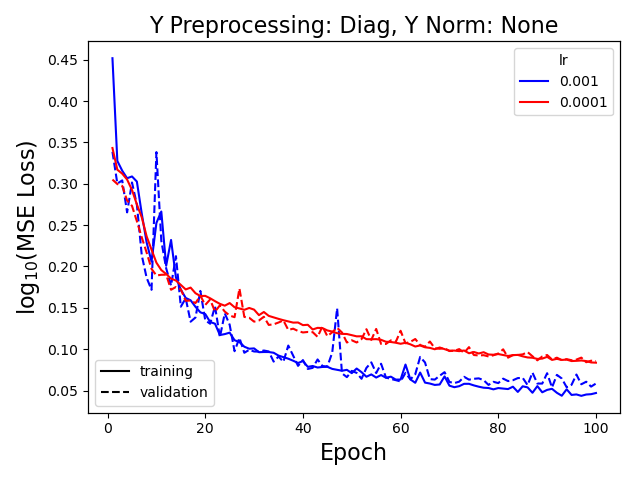 Y Preprocessing: Diag, Y Norm: None
log₁₀(MSE Loss)
0.45
0.40
0.35
0.30
0.25
0.20
0.15
0.10
0.05
lr
0.001
0.0001
training
validation
0 20 40 60 80 100
Epoch